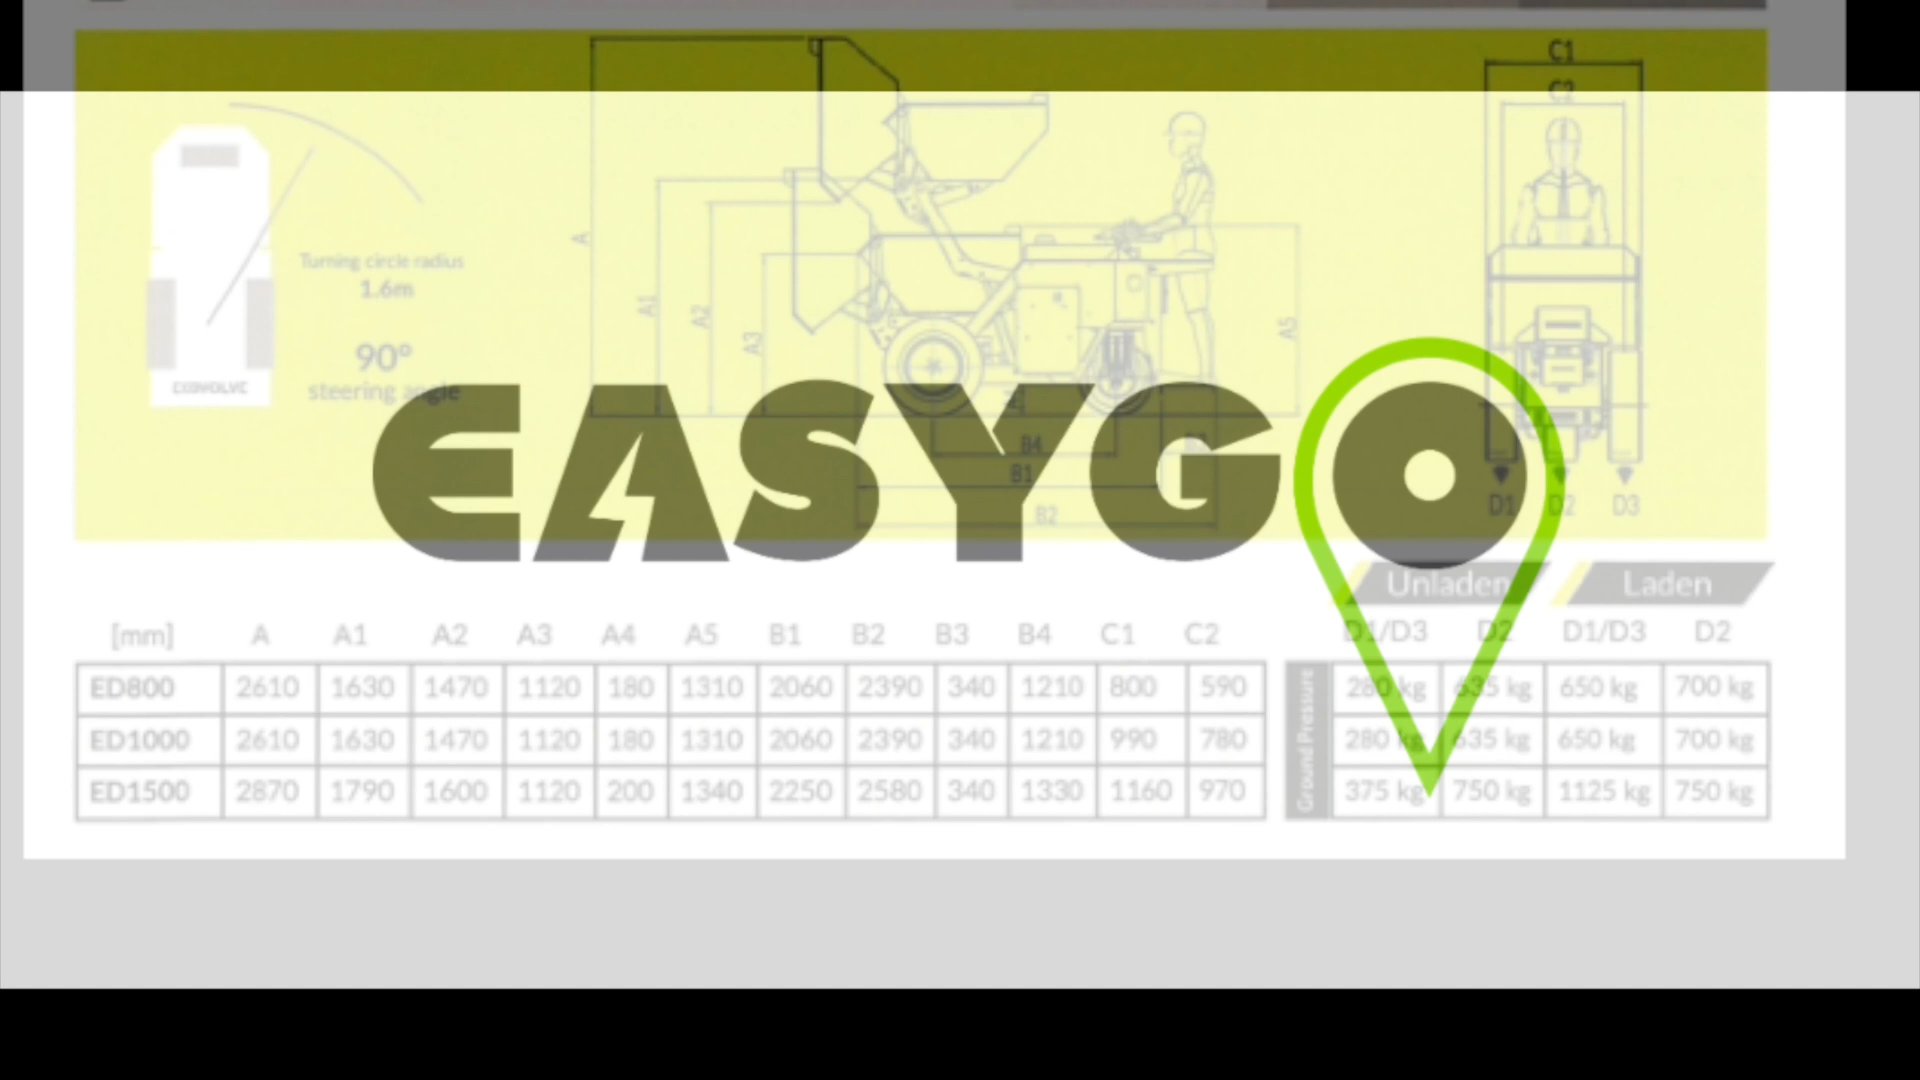 C1
C2
A
A1
A2
A3
A5
Turning circle radius
1.6m
90°
steering angle
ECOVOLVE
B4
B1
B2
D1 D2 D3
EASYGO
Unladen Laden
[mm] A A1 A2 A3 A4 A5 B1 B2 B3 B4 C1 C2 D1/D3 D2 D1/D3 D2
Ground Pressure
ED800 2610 1630 1470 1120 180 1310 2060 2390 340 1210 800 590 280 kg 635 kg 650 kg 700 kg
ED1000 2610 1630 1470 1120 180 1310 2060 2390 340 1210 990 780 280 kg 635 kg 650 kg 700 kg
ED1500 2870 1790 1600 1120 200 1340 2250 2580 340 1330 1160 970 375 kg 750 kg 1125 kg 750 kg